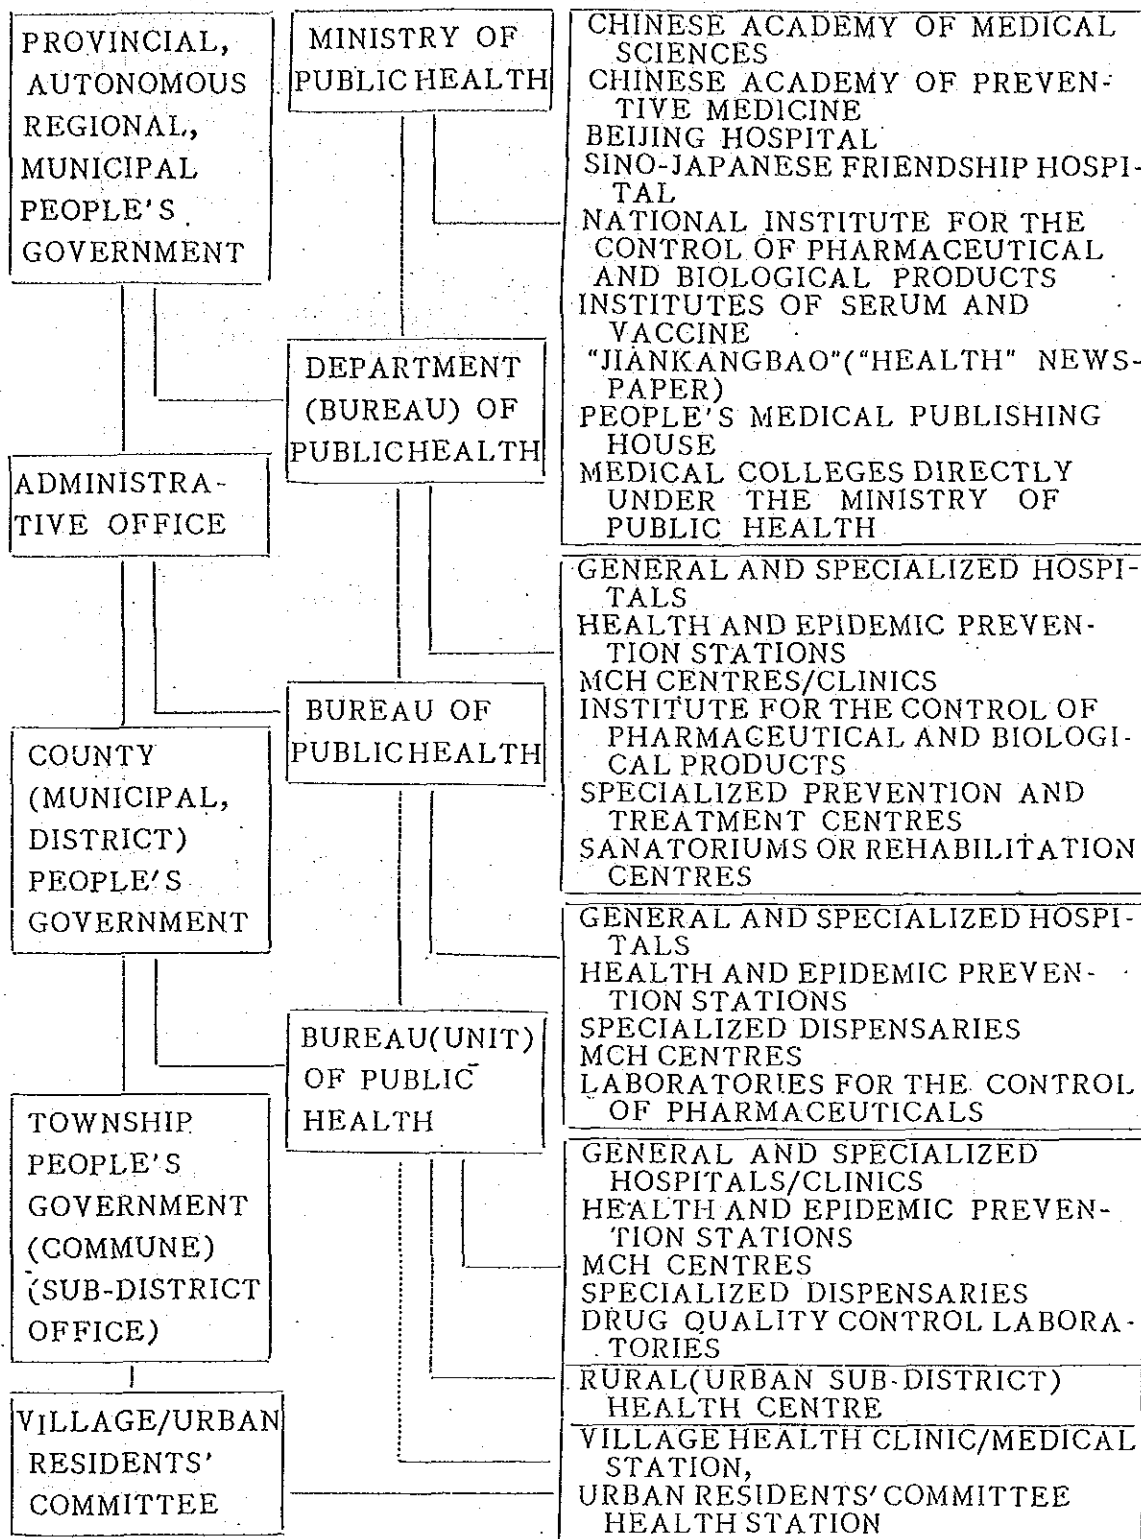 PROVINCIAL,
AUTONOMOUS
REGIONAL,
MUNICIPAL
PEOPLE'S
GOVERNMENT
ADMINISTRA-
TIVE OFFICE
COUNTY
(MUNICIPAL,
DISTRICT)
PEOPLE'S
GOVERNMENT
TOWNSHIP
PEOPLE'S
GOVERNMENT
(COMMUNE)
(SUB-DISTRICT
OFFICE)
VILLAGE/URBAN
RESIDENTS'
COMMITTEE
MINISTRY OF
PUBLIC HEALTH
DEPARTMENT
(BUREAU) OF
PUBLICHEALTH
BUREAU OF
PUBLICHEALTH
BUREAU(UNIT)
OF PUBLIC
HEALTH
CHINESE ACADEMY OF MEDICAL
SCIENCES
CHINESE ACADEMY OF PREVEN-
TIVE MEDICINE
BEIJING HOSPITAL
SINO-JAPANESE FRIENDSHIP HOSPI-
TAL
NATIONAL INSTITUTE FOR THE
CONTROL OF PHARMACEUTICAL
AND BIOLOGICAL PRODUCTS
INSTITUTES OF SERUM AND
VACCINE
"JIANKANGBAO"("HEALTH" NEWS-
PAPER)
PEOPLE'S MEDICAL PUBLISHING
HOUSE
MEDICAL COLLEGES DIRECTLY
UNDER THE MINISTRY OF
PUBLIC HEALTH
GENERAL AND SPECIALIZED HOSPI-
TALS
HEALTH AND EPIDEMIC PREVEN-
TION STATIONS
MCH CENTRES/CLINICS
INSTITUTE FOR THE CONTROL OF
PHARMACEUTICAL AND BIOLOGI-
CAL PRODUCTS
SPECIALIZED PREVENTION AND
TREATMENT CENTRES
SANATORIUMS OR REHABILITATION
CENTRES
GENERAL AND SPECIALIZED HOSPI-
TALS
HEALTH AND EPIDEMIC PREVEN-
TION STATIONS
SPECIALIZED DISPENSARIES
MCH CENTRES
LABORATORIES FOR THE CONTROL
OF PHARMACEUTICALS
GENERAL AND SPECIALIZED
HOSPITALS/CLINICS
HEALTH AND EPIDEMIC PREVEN-
TION STATIONS
MCH CENTRES
SPECIALIZED DISPENSARIES
DRUG QUALITY CONTROL LABORA-
TORIES
RURAL(URBAN SUB-DISTRICT)
HEALTH CENTRE
VILLAGE HEALTH CLINIC/MEDICAL
STATION,
URBAN RESIDENTS' COMMITTEE
HEALTH STATION